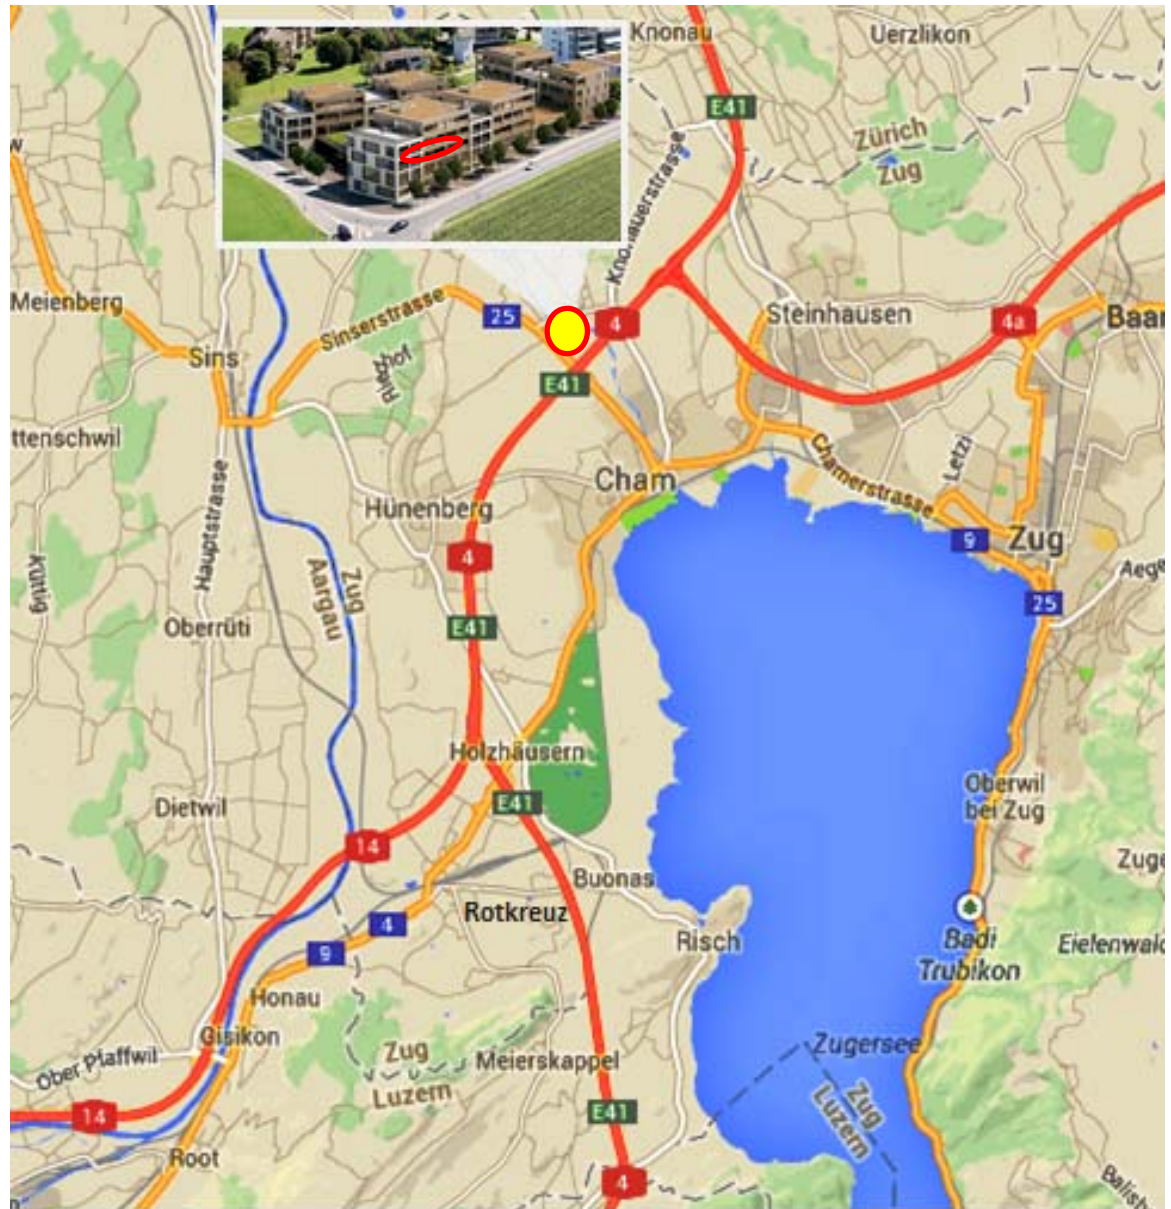 Knonau
Uerzlikon
E41
Zürich
Zug
Knonauerstrasse
Meienberg
Sinserstrasse
25
4
Steinhausen
4a
Baar
Sins
Rumentikon
E41
ttenschwil
Letzi
Chamerstrasse
Cham
Hauptstrasse
Hünenberg
9
Zug
4
Aege
Zug
Aargau
25
Oberrüti
E41
Holzhäusern
Oberwil
bei Zug
Dietwil
E41
14
Zuge
Buonas
Rotkreuz
4
9
Risch
Badi
Trubikon
Eielenwald
Honau
Gisikon
Zugersee
Ober Pfaffwil
Zug
Luzern
Meierskappel
Zug
Luzern
14
E41
Root
4